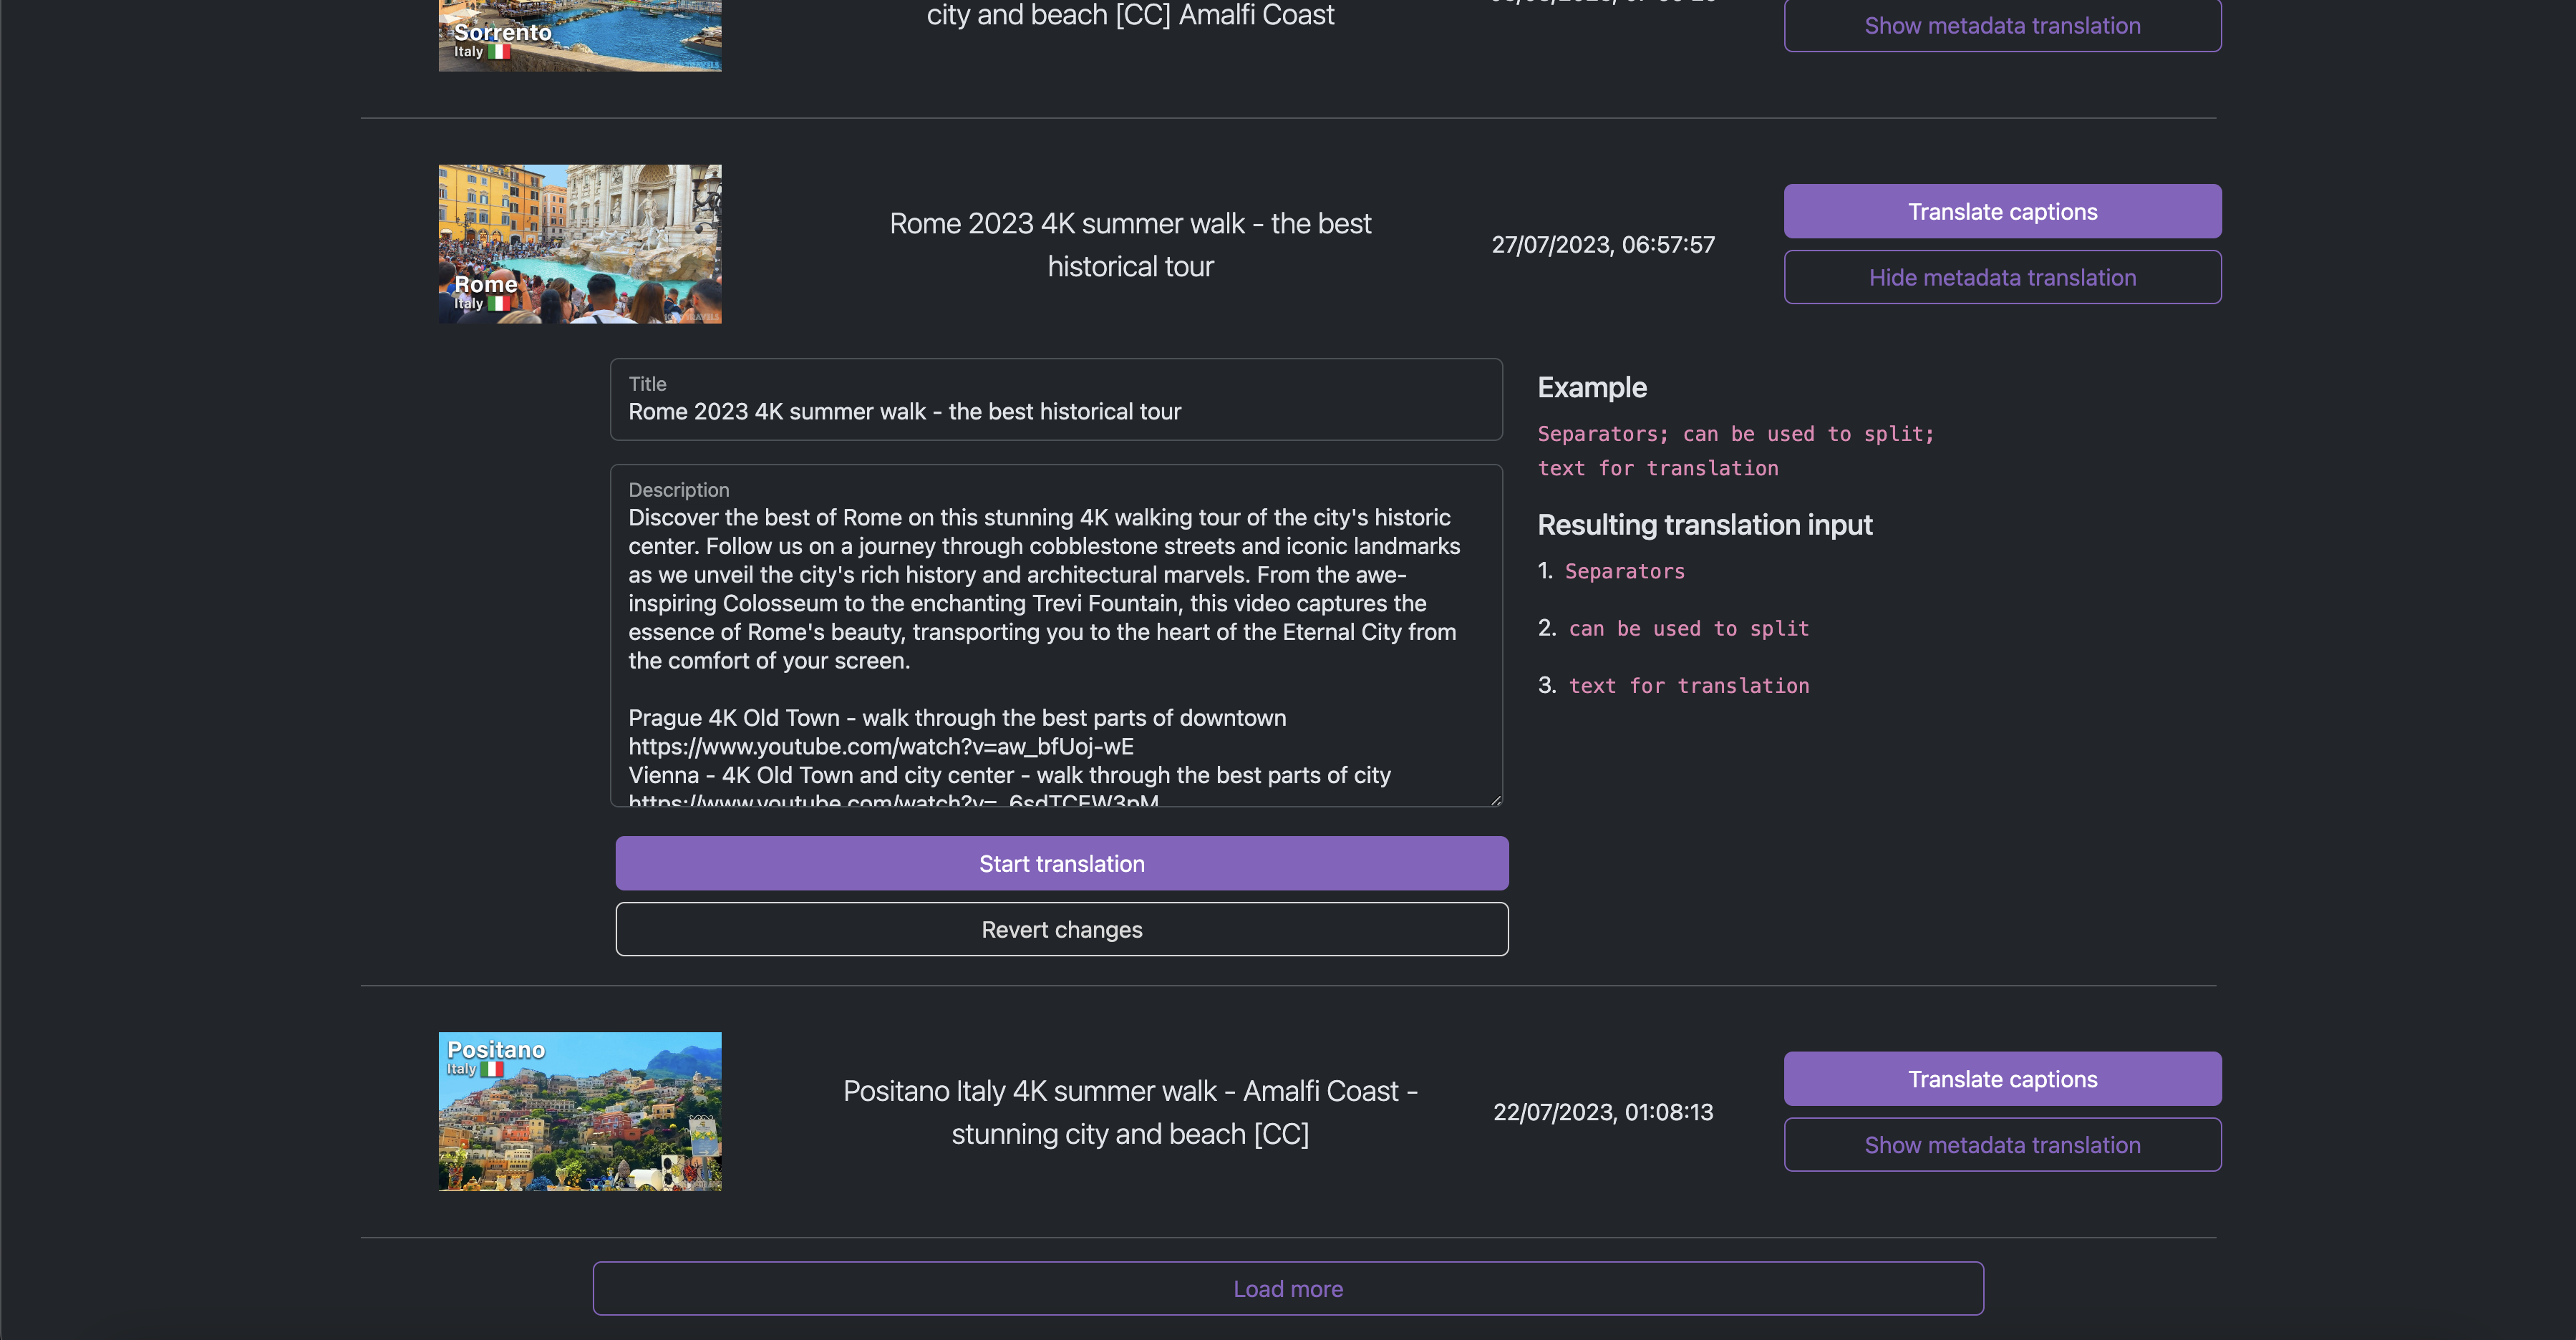 Sorrento
Italy
city and beach [CC] Amalfi Coast
Show metadata translation
Rome
Italy
Rome 2023 4K summer walk - the best
historical tour
27/07/2023, 06:57:57
Translate captions
Hide metadata translation
Title
Rome 2023 4K summer walk - the best historical tour
Description
Discover the best of Rome on this stunning 4K walking tour of the city's historic
center. Follow us on a journey through cobblestone streets and iconic landmarks
as we unveil the city's rich history and architectural marvels. From the awe-
inspiring Colosseum to the enchanting Trevi Fountain, this video captures the
essence of Rome's beauty, transporting you to the heart of the Eternal City from
the comfort of your screen.
Prague 4K Old Town - walk through the best parts of downtown
https://www.youtube.com/watch?v=aw_bfUoj-wE
Vienna - 4K Old Town and city center - walk through the best parts of city
https://www.youtube.com/watch?v=_6sdTCEW3pM
Example
Separators; can be used to split;
text for translation
Resulting translation input
1. Separators
2. can be used to split
3. text for translation
Start translation
Revert changes
Positano
Italy
Positano Italy 4K summer walk - Amalfi Coast -
stunning city and beach [CC]
22/07/2023, 01:08:13
Translate captions
Show metadata translation
Load more